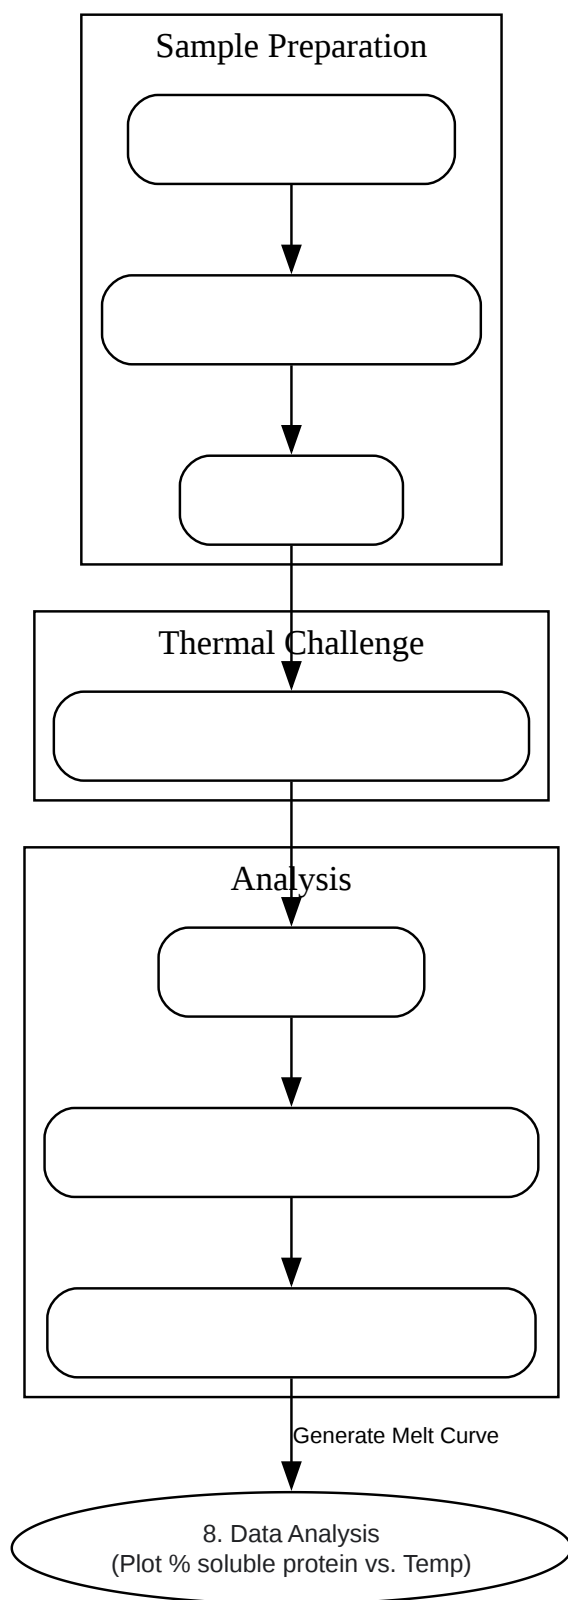 Sample Preparation
Thermal Challenge
Analysis
Generate Melt Curve
8. Data Analysis
(Plot % soluble protein vs. Temp)